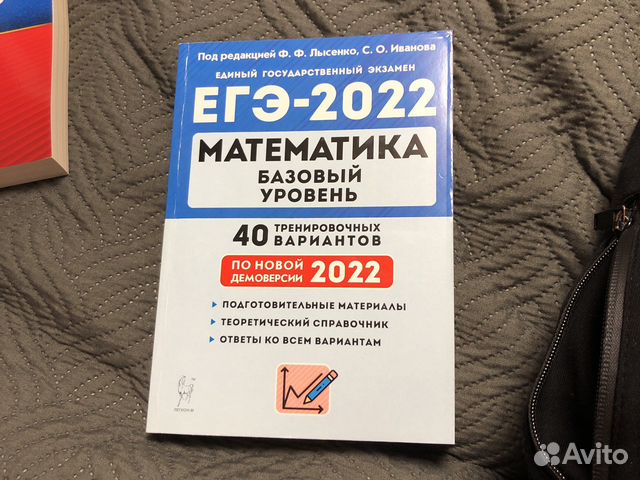 Под редакцией Ф. Ф. Лысенко, С. О. Иванова
ЕДИНЫЙ ГОСУДАРСТВЕННЫЙ ЭКЗАМЕН
ЕГЭ-2022
МАТЕМАТИКА
БАЗОВЫЙ
УРОВЕНЬ
40 ТРЕНИРОВОЧНЫХ
ВАРИАНТОВ
ПО НОВОЙ
ДЕМОВЕРСИИ 2022
ПОДГОТОВИТЕЛЬНЫЕ МАТЕРИАЛЫ
ТЕОРЕТИЧЕСКИЙ СПРАВОЧНИК
ОТВЕТЫ КО ВСЕМ ВАРИАНТАМ
ЛЕГИОН-М
Avito